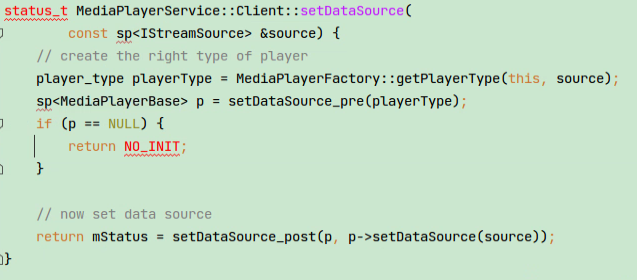 status_t MediaPlayerService::Client::setDataSource(
        const sp<IStreamSource> &source) {
    // create the right type of player
    player_type playerType = MediaPlayerFactory::getPlayerType(this, source);
    sp<MediaPlayerBase> p = setDataSource_pre(playerType);
    if (p == NULL) {
        return NO_INIT;
    }

    // now set data source
    return mStatus = setDataSource_post(p, p->setDataSource(source));
}